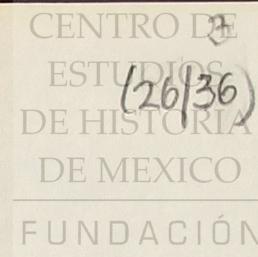 CENTRO DE
ESTUDIOS
(26/36)
DE HISTORIA
DE MEXICO
FUNDACIÓN